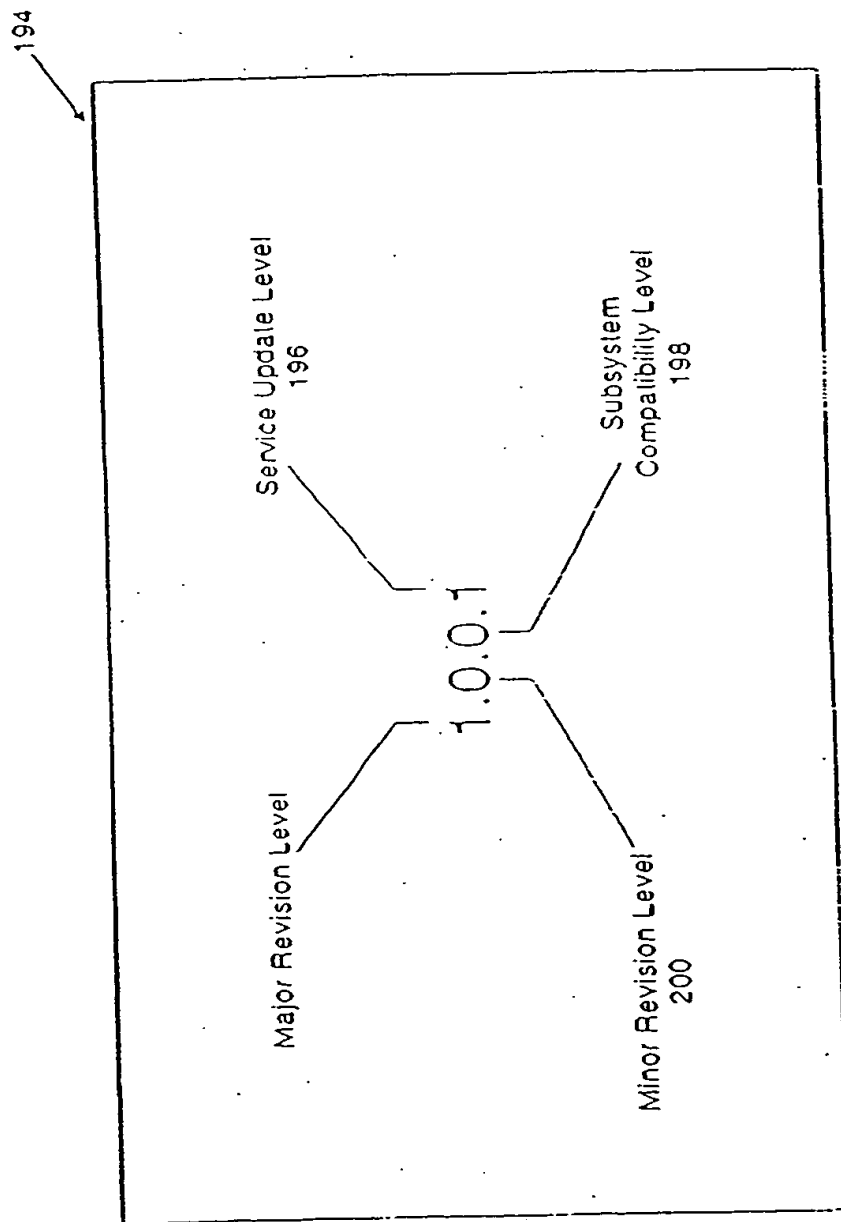 194
Major Revision Level
Service Update Level
196
1.0.0.1
Minor Revision Level
200
Subsystem
Compatibility Level
198